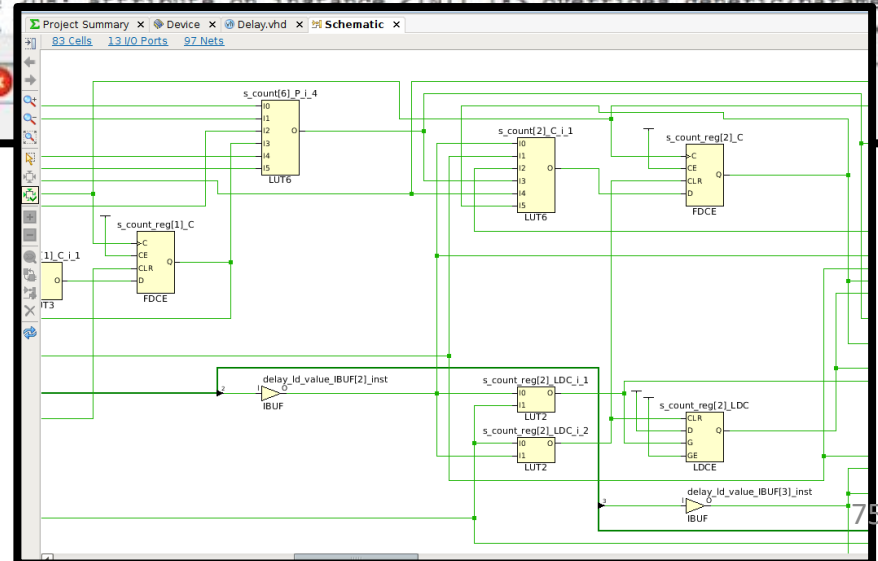 Project Summary × Device × Delay.vhd × Schematic ×
83 Cells 13 I/O Ports 97 Nets
s_count[6]_P_i_4
I0
I1
I2 O
I3
I4
I5
LUT6
s_count[2]_C_i_1
I0
I1
I2 O
I3
I4
I5
LUT6
s_count_reg[2]_C
C
CE Q
CLR
D
FDCE
s_count_reg[1]_C
C
CE Q
CLR
D
FDCE
[1]_C_i_1
O
delay_ld_value_IBUF[2]_inst
2 I O
IBUF
s_count_reg[2]_LDC_i_1
I0 O
I1
LUT2
s_count_reg[2]_LDC_i_2
I0 O
I1
LUT2
s_count_reg[2]_LDC
CLR
D Q
G
GE
LDCE
delay_ld_value_IBUF[3]_inst
3 I O
IBUF
75